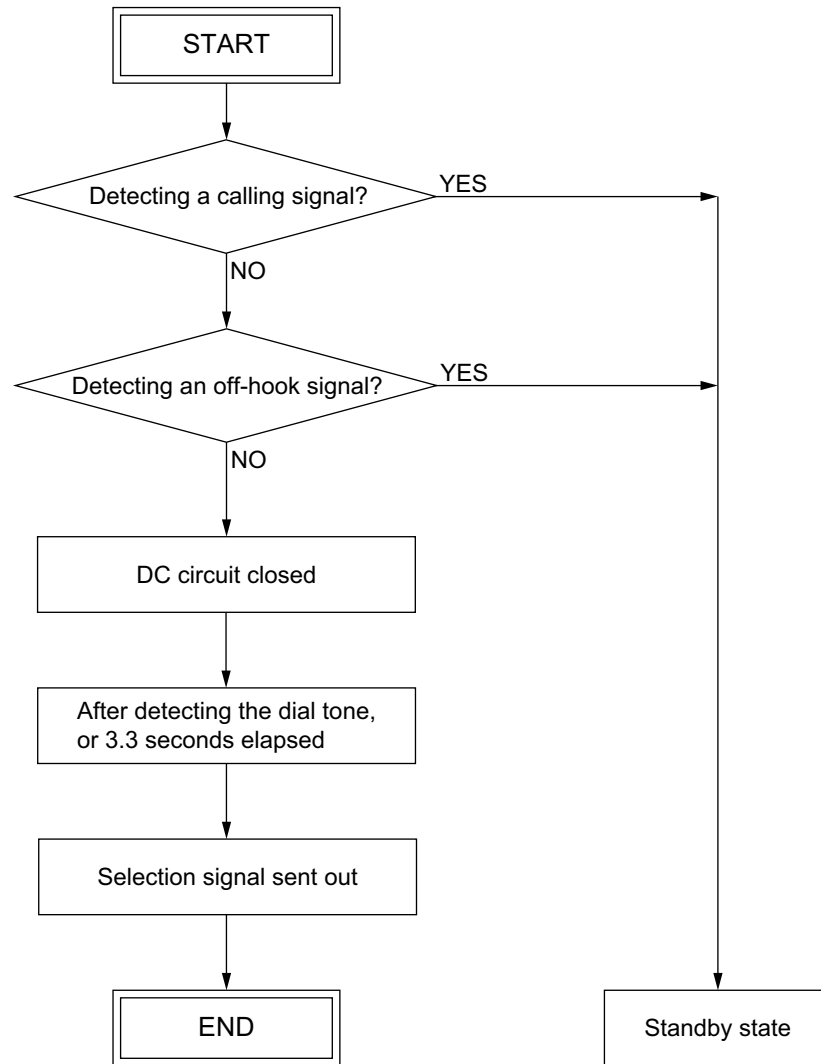 START
Detecting a calling signal?
YES
NO
Detecting an off-hook signal?
YES
NO
DC circuit closed
After detecting the dial tone,
or 3.3 seconds elapsed
Selection signal sent out
END
Standby state